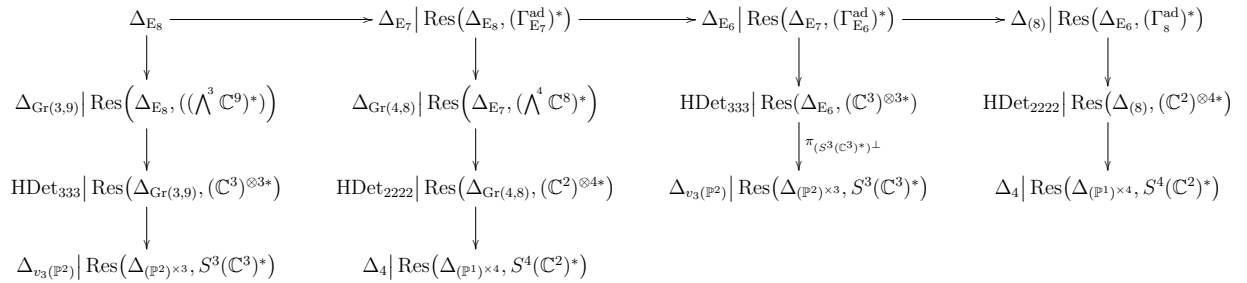 Δ_{E_8} Δ_{E_7} | Res(Δ_{E_8}, (Γ^{ad}_{E_7})^*) Δ_{E_6} | Res(Δ_{E_7}, (Γ^{ad}_{E_6})^*) Δ_{(8)} | Res(Δ_{E_6}, (Γ^{ad}_8)^*)
Δ_{Gr(3,9)} | Res(Δ_{E_8}, ((⋀^3 ℂ^9)^*)) Δ_{Gr(4,8)} | Res(Δ_{E_7}, (⋀^4 ℂ^8)^*) HDet_{333} | Res(Δ_{E_6}, (ℂ^3)^{⊗3*}) HDet_{2222} | Res(Δ_{(8)}, (ℂ^2)^{⊗4*})
π_{(S^3(ℂ^3)^*)^⊥}
HDet_{333} | Res(Δ_{Gr(3,9)}, (ℂ^3)^{⊗3*}) HDet_{2222} | Res(Δ_{Gr(4,8)}, (ℂ^2)^{⊗4*}) Δ_{v_3(ℙ^2)} | Res(Δ_{(ℙ^2)^{×3}}, S^3(ℂ^3)^*) Δ_4 | Res(Δ_{(ℙ^1)^{×4}}, S^4(ℂ^2)^*)
Δ_{v_3(ℙ^2)} | Res(Δ_{(ℙ^2)^{×3}}, S^3(ℂ^3)^*) Δ_4 | Res(Δ_{(ℙ^1)^{×4}}, S^4(ℂ^2)^*)